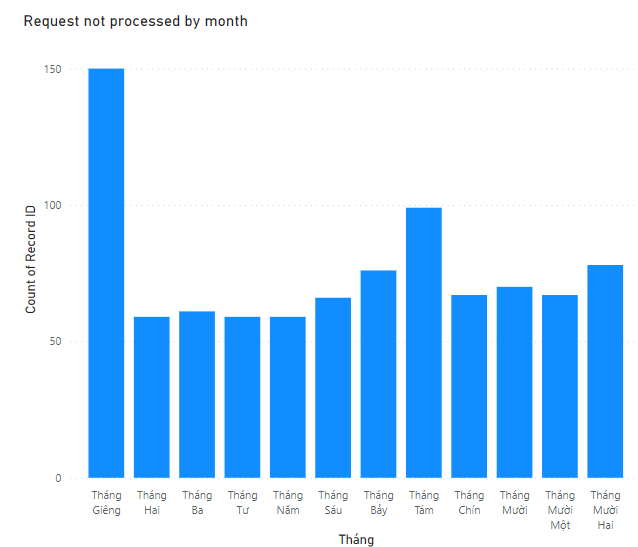 Request not processed by month
150
100
50
0
Count of Record ID
Tháng
Giêng
Tháng
Hai
Tháng
Ba
Tháng
Tư
Tháng
Năm
Tháng
Sáu
Tháng
Bảy
Tháng
Tám
Tháng
Chín
Tháng
Mười
Tháng
Mười
Một
Tháng
Mười
Hai
Tháng